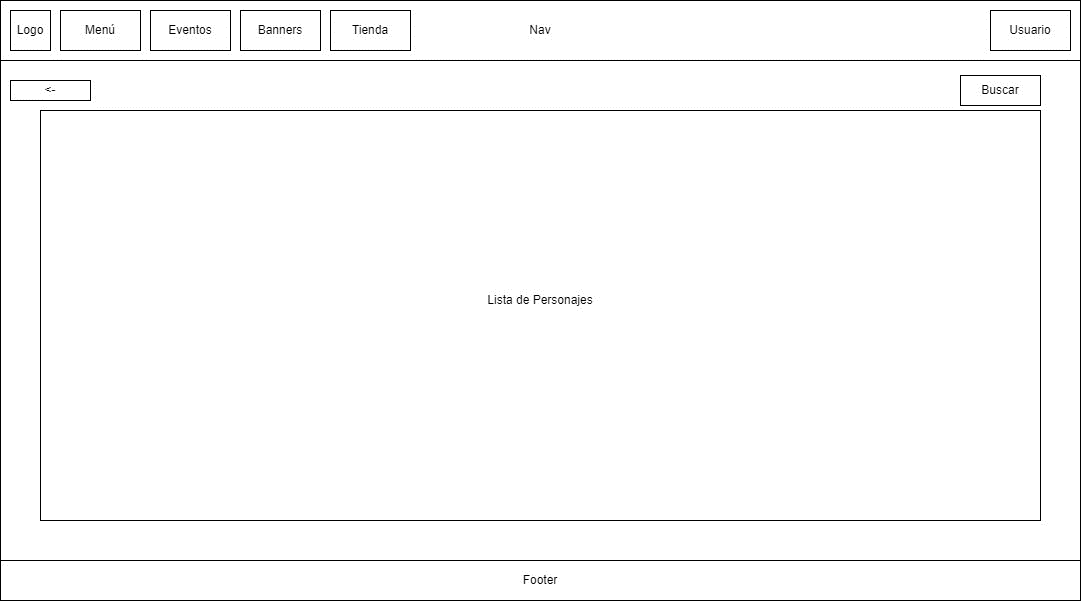 Logo
Menú
Eventos
Banners
Tienda
Nav
Usuario
<-
Buscar
Lista de Personajes
Footer